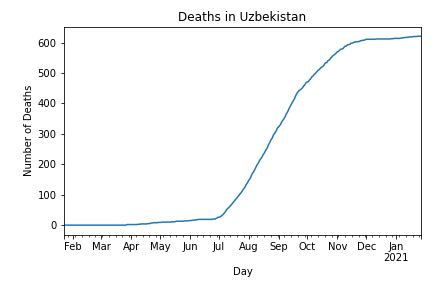 Deaths in Uzbekistan
Number of Deaths
600
500
400
300
200
100
0
Feb Mar Apr May Jun Jul Aug Sep Oct Nov Dec Jan
2021
Day